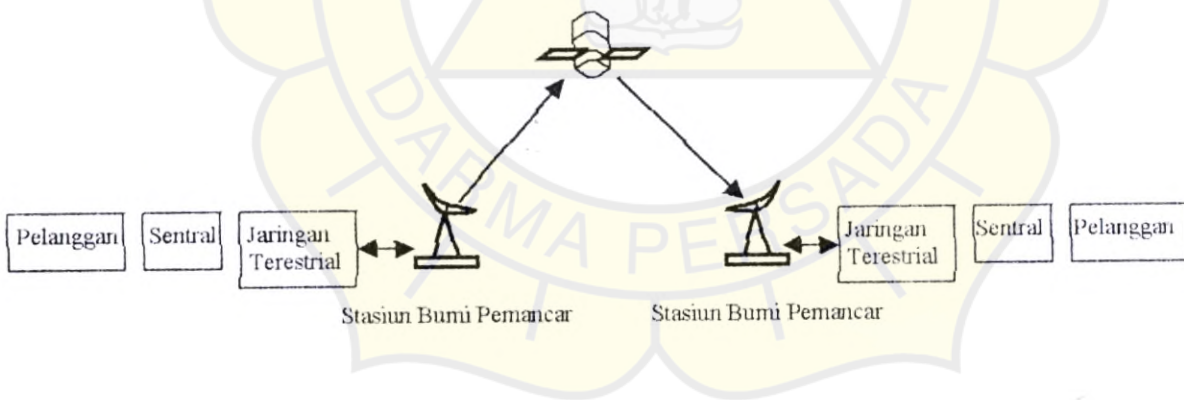 DARMA PERSADA
Pelanggan
Sentral
Jaringan
Terestrial
Jaringan
Terestrial
Sentral
Pelanggan
Stasiun Bumi Pemancar
Stasiun Bumi Pemancar